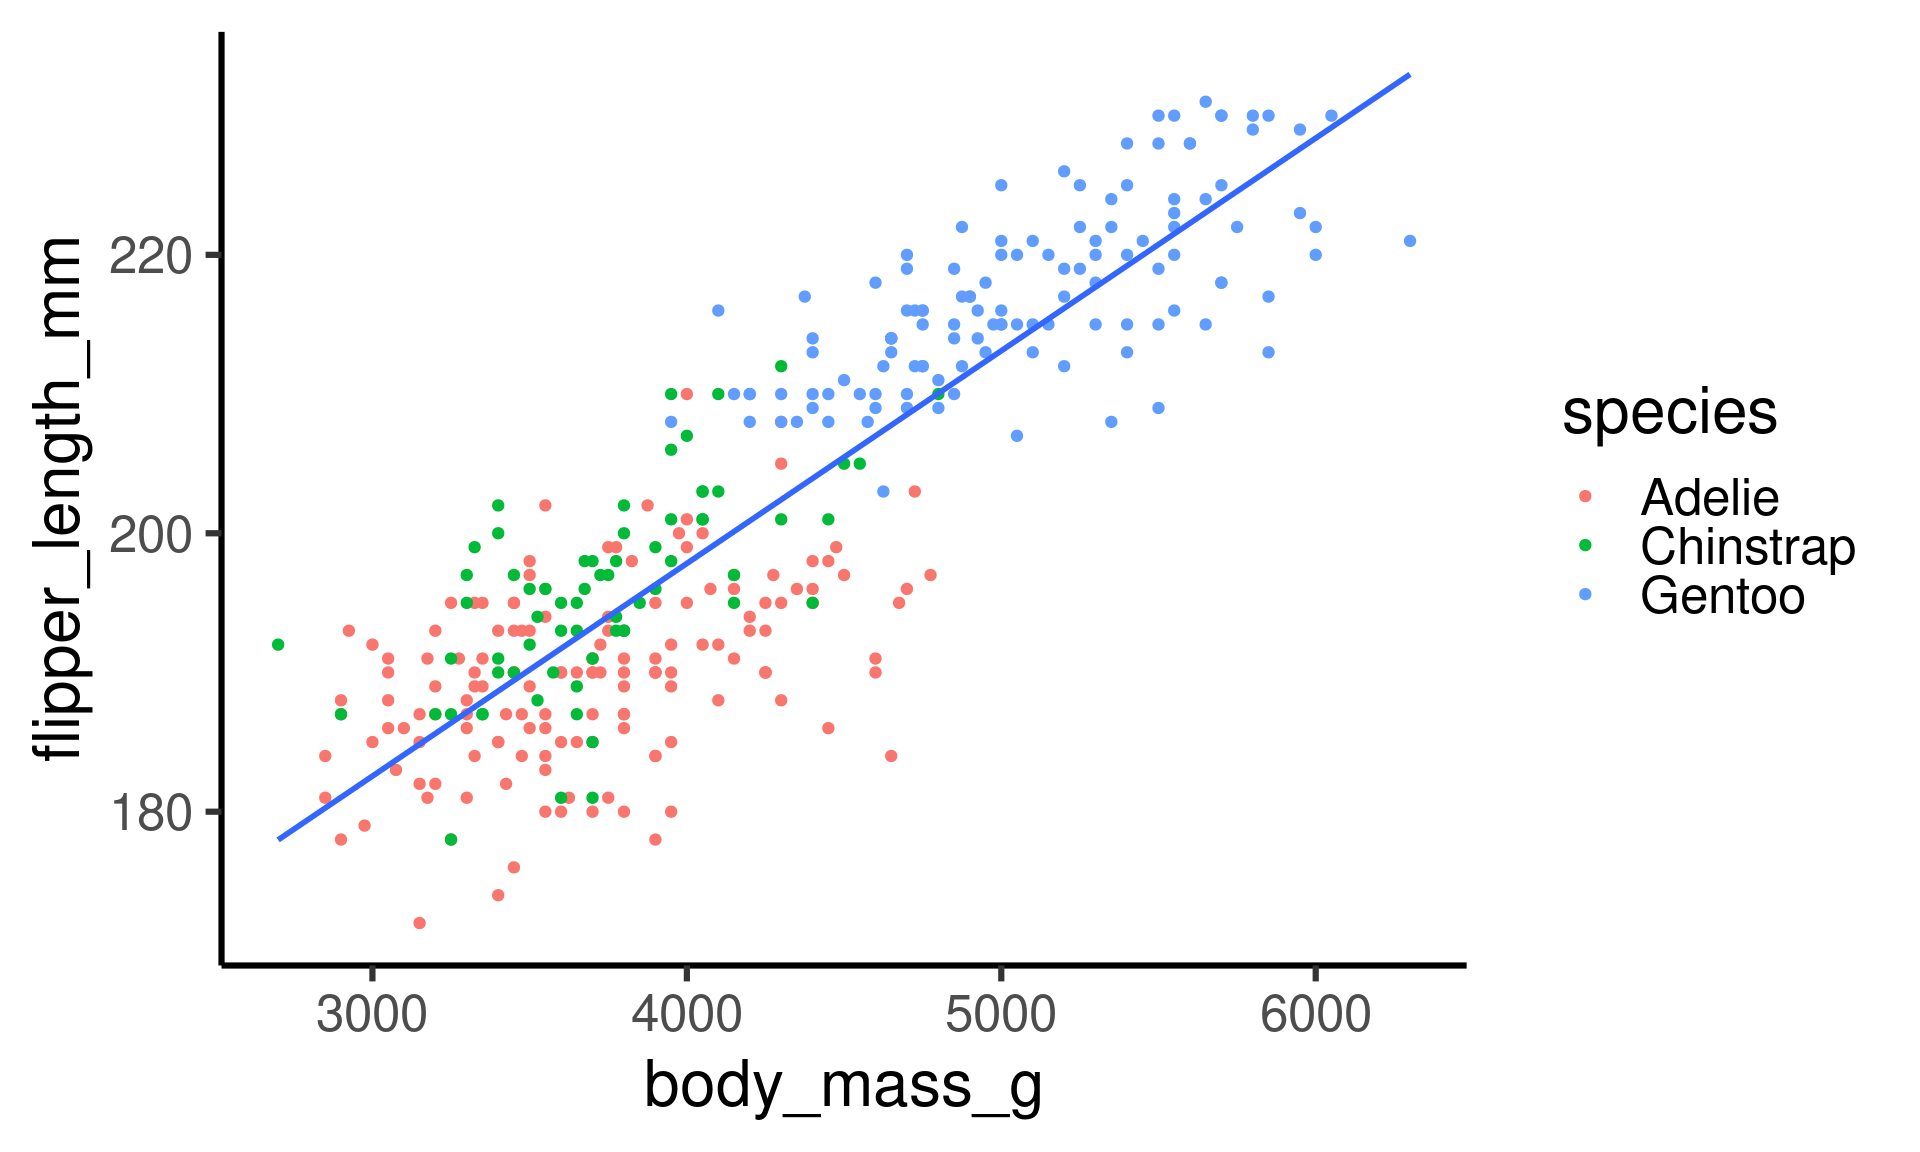 flipper_length_mm
220
200
180
3000 4000 5000 6000
body_mass_g
species
Adelie
Chinstrap
Gentoo